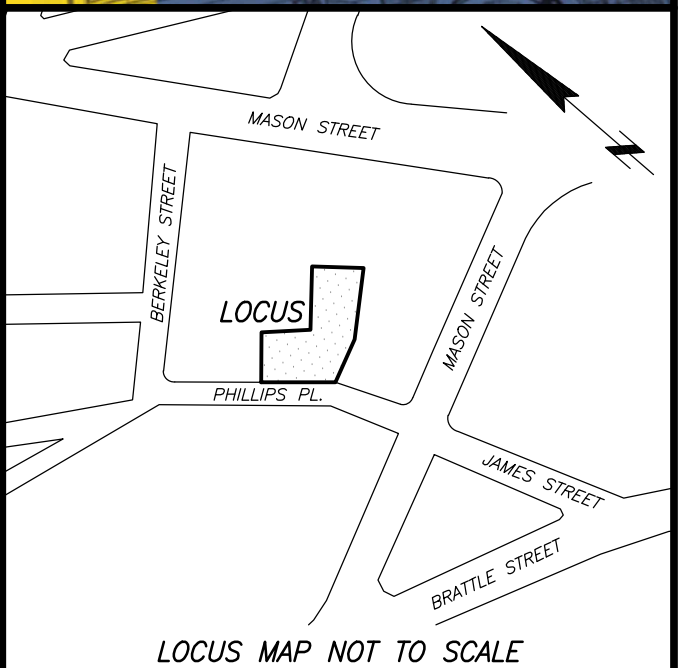 MASON STREET
BERKELEY STREET
LOCUS
MASON STREET
PHILLIPS PL.
JAMES STREET
BRATTLE STREET
LOCUS MAP NOT TO SCALE